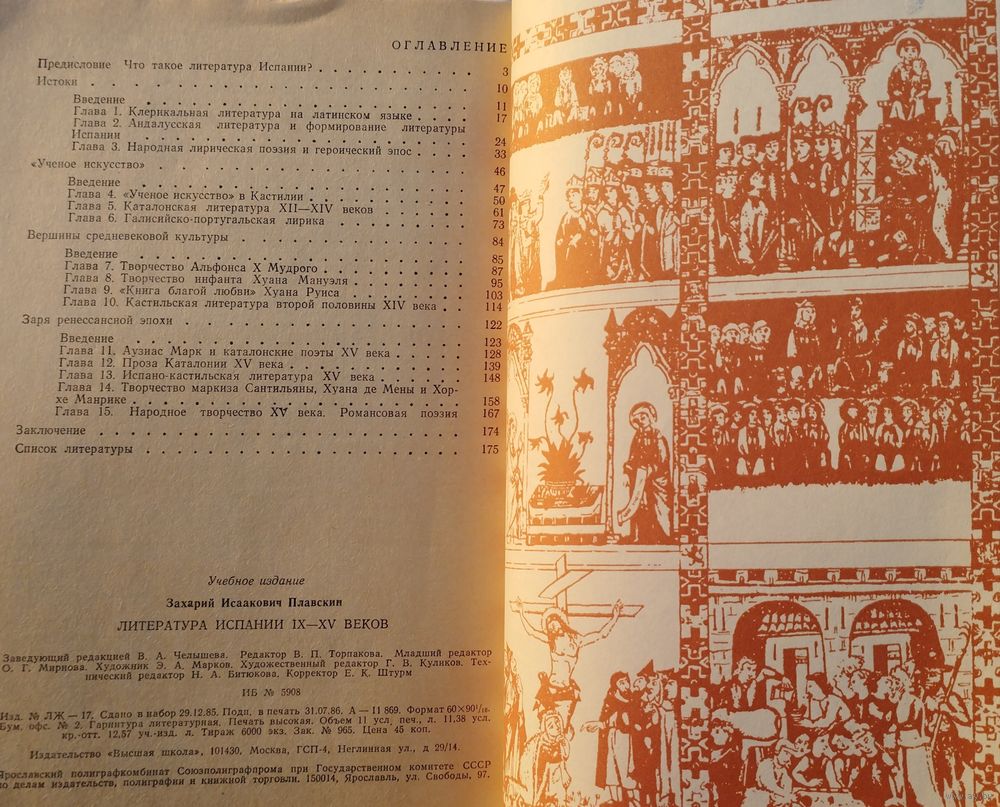 ОГЛАВЛЕНИЕ
Предисловие Что такое литература Испании? . . . . . . . . . . 3
Истоки . . . . . . . . . . 10
Введение . . . . . . . . . . 11
Глава 1. Клерикальная литература на латинском языке . . . . 17
Глава 2. Андалусская литература и формирование литературы
Испании . . . . . . . . . . 24
Глава 3. Народная лирическая поэзия и героический эпос . . . 33
«Ученое искусство» . . . . . . . . . . 46
Введение . . . . . . . . . . 47
Глава 4. «Ученое искусство» в Кастилии . . . . . . . . 50
Глава 5. Каталонская литература XII—XIV веков . . . . . 61
Глава 6. Галисийско-португальская лирика . . . . . . . 73
Вершины средневековой культуры . . . . . . . . . . 84
Введение . . . . . . . . . . 85
Глава 7. Творчество Альфонса X Мудрого . . . . . . . . 87
Глава 8. Творчество инфанта Хуана Мануэля . . . . . . . 95
Глава 9. «Книга благой любви» Хуана Руиса . . . . . . . 103
Глава 10. Кастильская литература второй половины XIV века . . 114
Заря ренессансной эпохи . . . . . . . . . . 122
Введение . . . . . . . . . . 123
Глава 11. Аузиас Марк и каталонские поэты XV века . . . . . 128
Глава 12. Проза Каталонии XV века . . . . . . . . . . 139
Глава 13. Испано-кастильская литература XV века . . . . . . 148
Глава 14. Творчество маркиза Сантильяны, Хуана де Мены и Хор-
хе Манрике . . . . . . . . . . 158
Глава 15. Народное творчество XV века. Романсовая поэзия 167
Заключение . . . . . . . . . . 174
Список литературы . . . . . . . . . . 175
Учебное издание
Захарий Исаакович Плавскин
ЛИТЕРАТУРА ИСПАНИИ IX—XV ВЕКОВ
Заведующий редакцией В. А. Челышева. Редактор В. П. Торпакова. Младший редактор
О. Г. Мирнова. Художник Э. А. Марков. Художественный редактор Г. В. Куликов. Тех-
нический редактор Н. А. Битюкова. Корректор Е. К. Штурм
ИБ № 5908
Изд. № ЛЖ — 17. Сдано в набор 29.12.85. Подп. в печать 31.07.86. А — 11 869. Формат 60×90¹/₁₆.
Бум. офс. № 2. Гарнитура литературная. Печать высокая. Объем 11 усл. печ. л. 11,38 усл.
кр.-отт. 12,57 уч.-изд. л. Тираж 6000 экз. Зак. № 965. Цена 45 коп.
Издательство «Высшая школа», 101430, Москва, ГСП-4, Неглинная ул., д 29/14.
Ярославский полиграфкомбинат Союзполиграфпрома при Государственном комитете СССР
по делам издательств, полиграфии и книжной торговли. 150014, Ярославль, ул. Свободы, 97.